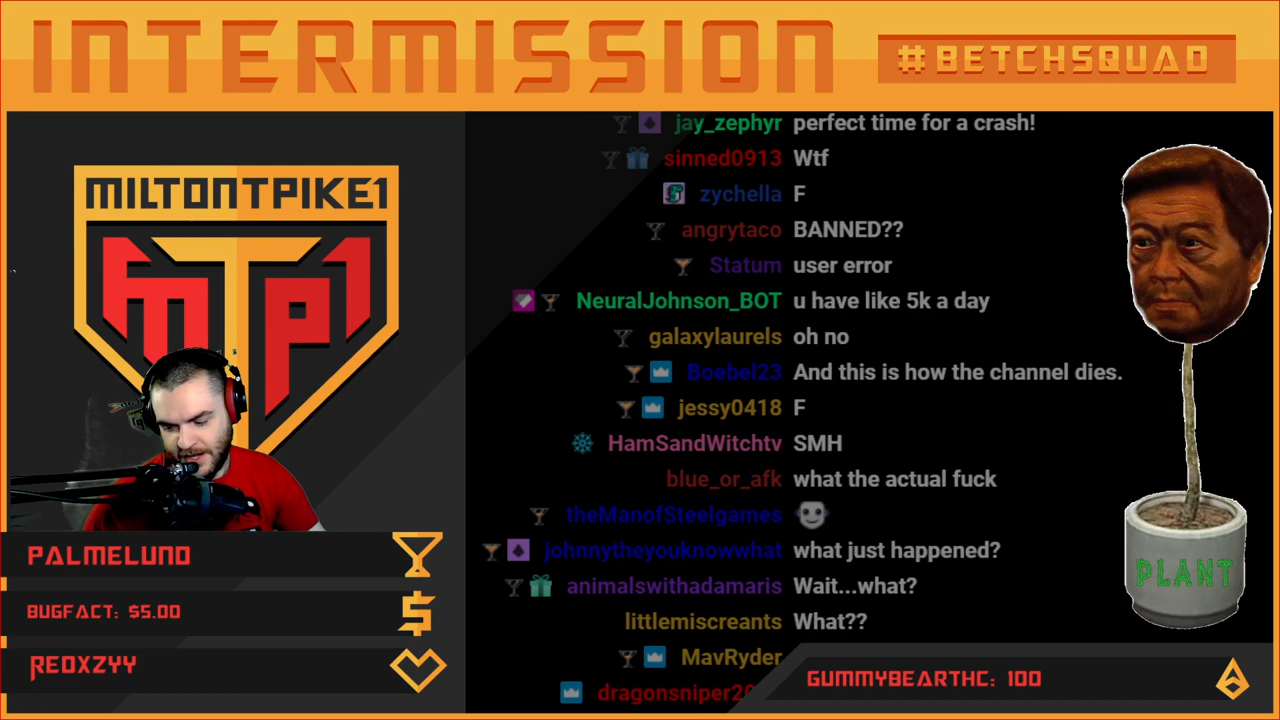 INTERMISSION
#BETCHSQUAD
MILTONTPIKE1
MTP1
jay_zephyr perfect time for a crash!
sinned0913 Wtf
zychella F
angrytaco BANNED??
Statum user error
NeuralJohnson_BOT u have like 5k a day
galaxylaurels oh no
Boebel23 And this is how the channel dies.
jessy0418 F
HamSandWitchtv SMH
blue_or_afk what the actual fuck
theManofSteelgames
johnnytheyouknowwhat what just happened?
animalswithadamaris Wait...what?
littlemiscreants What??
MavRyder
PALMELUND
BUGFACT: $5.00
$
REDXZYY
PLANT
GUMMYBEARTHC: 100